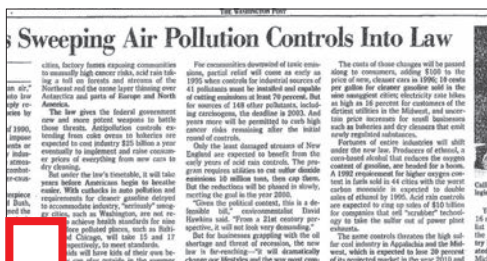 THE WASHINGTON POST
s Sweeping Air Pollution Controls Into Law
cities, factory fumes exposing communities
to unusually high cancer risks, acid rain tak-
ing a toll on forests and streams of the
Northeast and the ozone layer thinning over
Antarctica and parts of Europe and North
America.
The law gives the federal government
new and more potent weapons to battle
those threats. Antipollution controls ex-
tending from coke ovens to bakeries are
expected to cost industry $25 billion a year
eventually to implement and raise consum-
er prices of everything from new cars to
dry cleaning.
But under the law's timetable, it will take
years before Americans begin to breathe
easier. With cutbacks in auto pollution and
requirements for cleaner gasoline delayed
to accommodate industry, "seriously" smog-
gy cities, such as Washington, are not re-
achieve health standards for nine
ore polluted places, such as Balti-
d Chicago, will take 15 and 17
spectively, to meet standards.
ids will have lids of their own be-
For communities downwind of toxic emis-
sions, partial relief will come as early as
1995 when controls for industrial sources of
41 pollutants must be installed and capable
of cutting emissions at least 70 percent. But
for sources of 148 other pollutants, includ-
ing carcinogens, the deadline is 2003. And
years more will be permitted to curb high
cancer risks remaining after the initial
round of controls.
Only the least damaged streams of New
England are expected to benefit from the
early years of acid rain controls. The pro-
gram requires utilities to cut sulfur dioxide
emissions 10 million tons, then cap them.
But the reductions will be phased in slowly,
meeting the goal in the year 2000.
"Given the political context, this is a de-
fensible bill," environmentalist David
Hawkins said. "From a 21st century per-
spective, it will not look very demanding."
But for businesses grappling with the oil
shortage and threat of recession, the new
law is far-reaching—"it will dramatically
change our lifestyles and the way most com-
The costs of those changes will be passed
along to consumers, adding $100 to the
price of new, cleaner cars in 1996; 10 cents
per gallon for cleaner gasoline sold in the
nine smoggiest cities; electricity rate hikes
as high as 16 percent for customers of the
dirtiest utilities in the Midwest, and uncer-
tain price increases for small businesses
such as bakeries and dry cleaners that emit
newly regulated substances.
Fortunes of entire industries will shift
under the new law. Producers of ethanol, a
corn-based alcohol that reduces the oxygen
content of gasoline, are headed for a boom.
A 1992 requirement for higher oxygen con-
tent in fuels sold in 44 cities with the worst
carbon monoxide is expected to double
sales of ethanol by 1995. Acid rain controls
are expected to ring up sales of $10 billion
for companies that sell "scrubber" technol-
ogy to take the sulfur out of power plant
exhausts.
The same controls threaten the high sul-
fur coal industry in Appalachia and the Mid-
west, which is expected to lose 20 percent
of its projected market in the year 2010 and